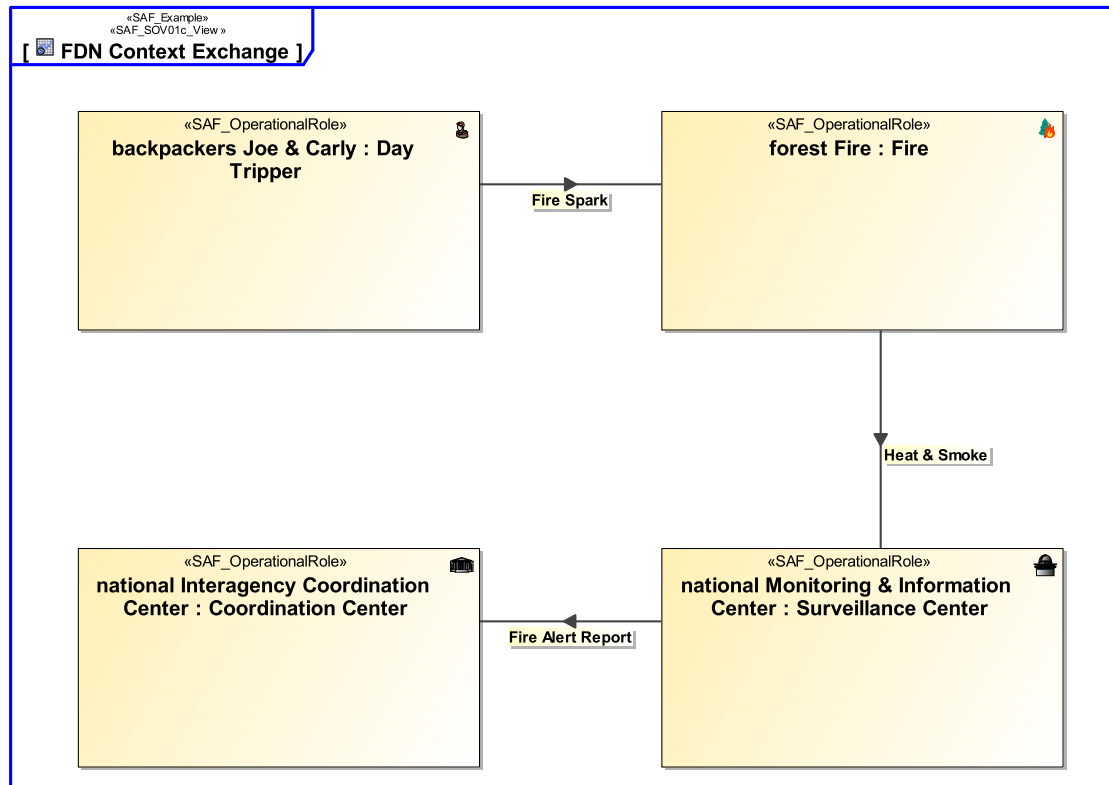 «SAF_Example»
«SAF_SOV01c_View»
[ FDN Context Exchange ]
«SAF_OperationalRole»
backpackers Joe & Carly : Day
Tripper
Fire Spark
«SAF_OperationalRole»
forest Fire : Fire
Heat & Smoke
«SAF_OperationalRole»
national Interagency Coordination
Center : Coordination Center
Fire Alert Report
«SAF_OperationalRole»
national Monitoring & Information
Center : Surveillance Center